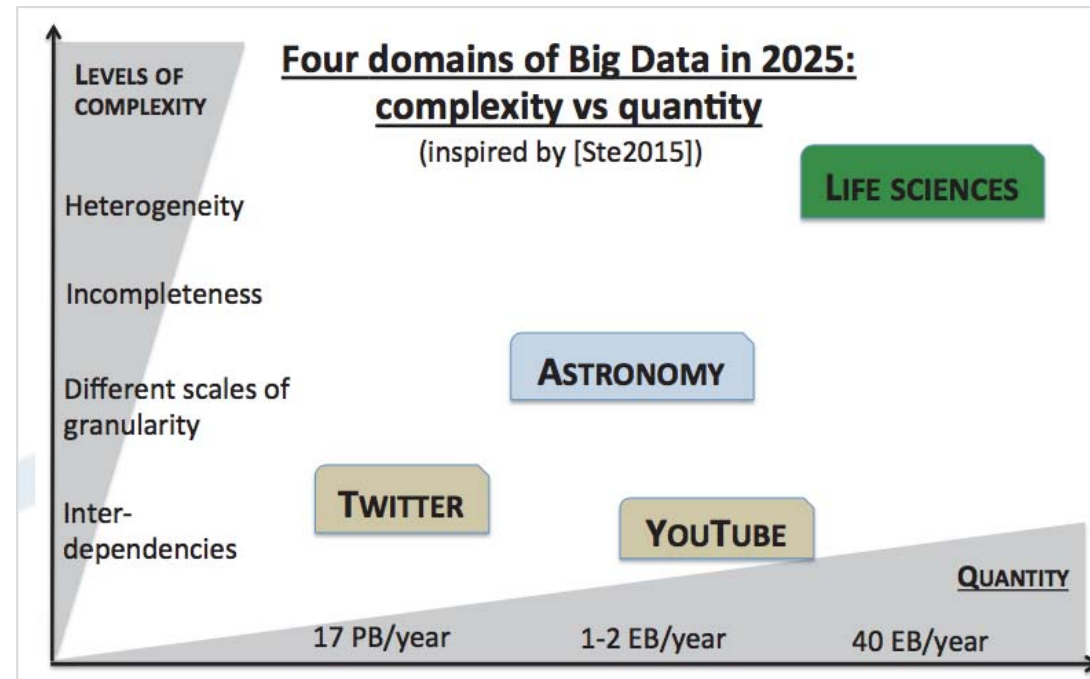 Four domains of Big Data in 2025:
complexity vs quantity
(inspired by [Ste2015])
LEVELS OF
COMPLEXITY
Heterogeneity
Incompleteness
Different scales of
granularity
Inter-
dependencies
LIFE SCIENCES
ASTRONOMY
TWITTER
YOUTUBE
QUANTITY
17 PB/year
1-2 EB/year
40 EB/year